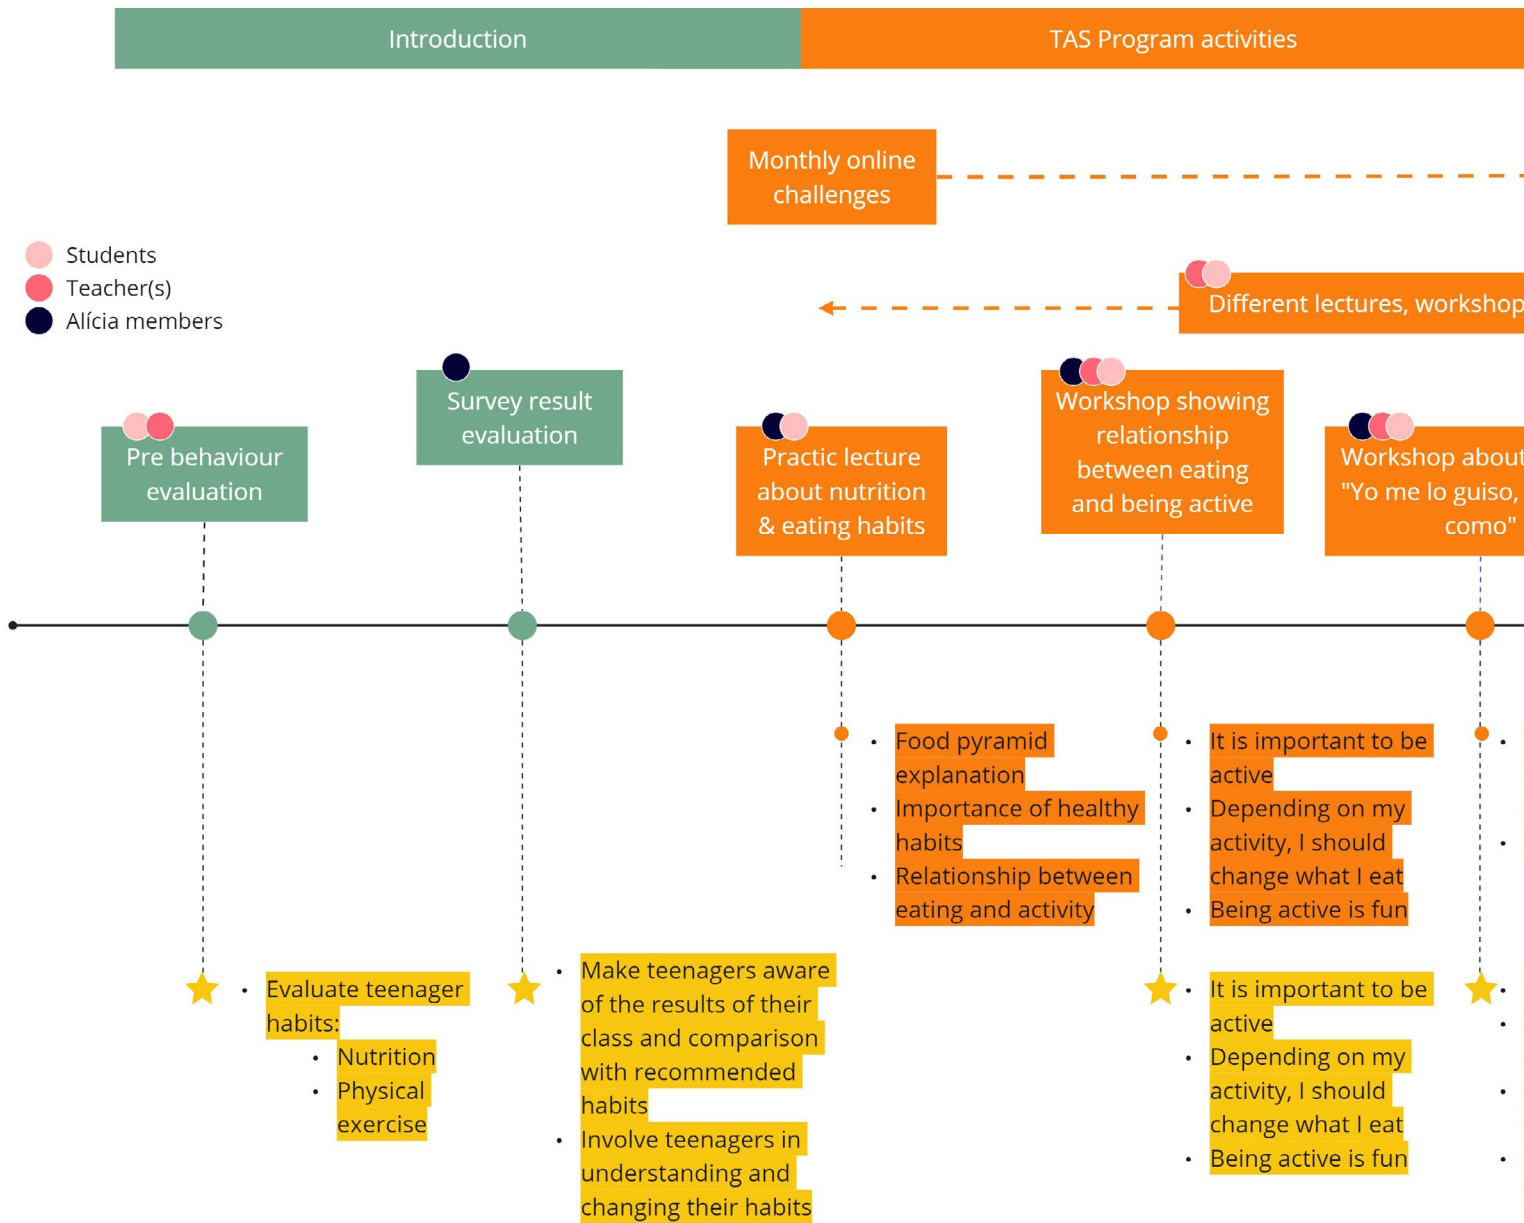 Introduction
TAS Program activities
Monthly online
challenges
Students
Teacher(s)
Alícia members
Different lectures, workshop
Survey result
evaluation
Workshop showing
relationship
between eating
and being active
Pre behaviour
evaluation
Practic lecture
about nutrition
& eating habits
Workshop about
"Yo me lo guiso,
como"
• Food pyramid
explanation
• Importance of healthy
habits
• Relationship between
eating and activity
• It is important to be
active
• Depending on my
activity, I should
change what I eat
• Being active is fun
• Evaluate teenager
habits:
• Nutrition
• Physical
exercise
• Make teenagers aware
of the results of their
class and comparison
with recommended
habits
• Involve teenagers in
understanding and
changing their habits
• It is important to be
active
• Depending on my
activity, I should
change what I eat
• Being active is fun